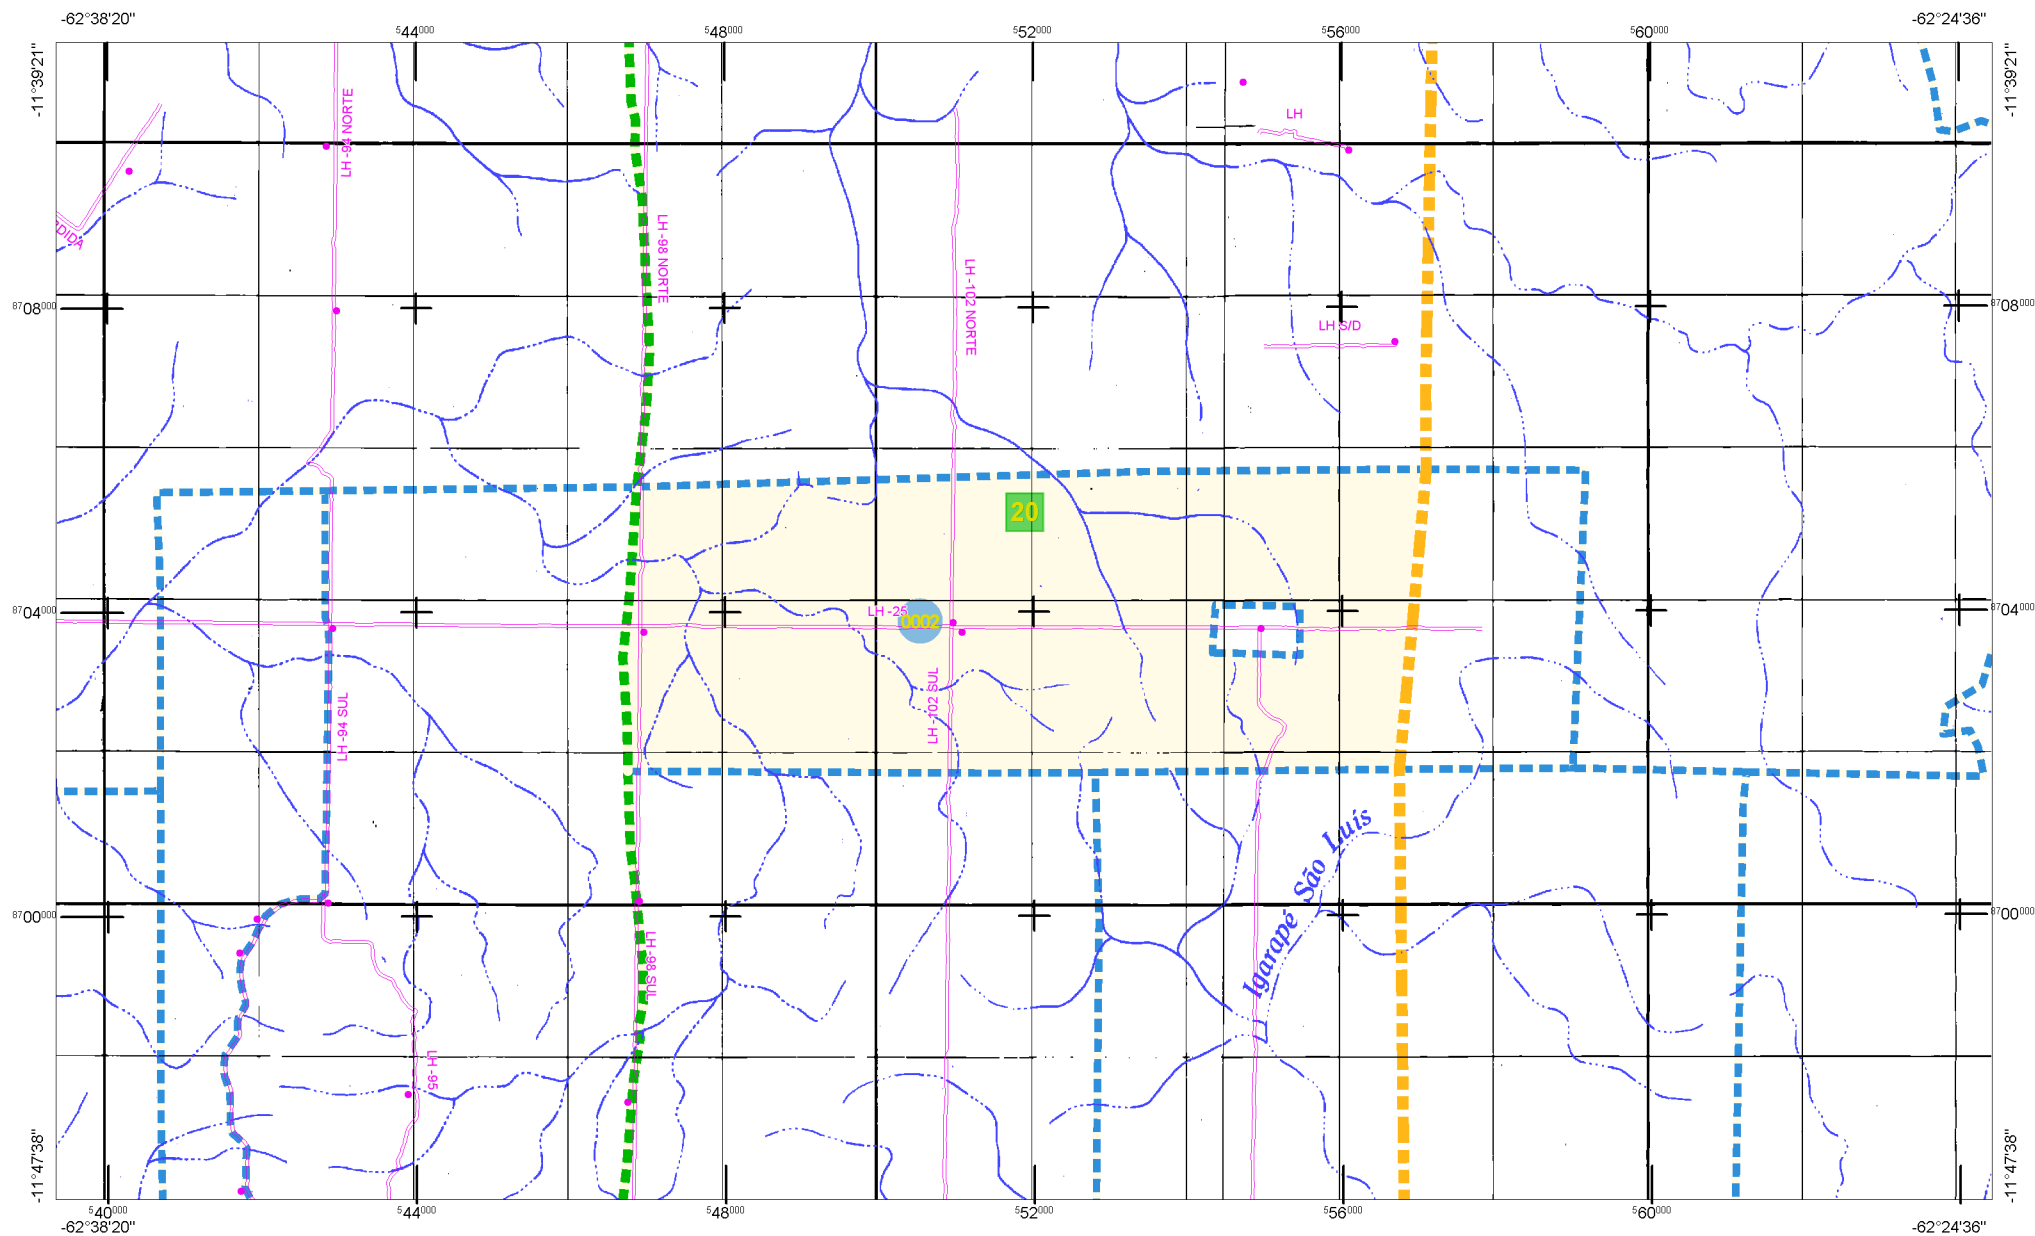 -62°38'20"
-62°24'36"
544000
548000
552000
556000
560000
-11°39'21"
-11°39'21"
LH -94 NORTE
LH
DIDA
LH -98 NORTE
LH -102 NORTE
8708000
8708000
LH S/D
20
8704000
8704000
LH -25
0002
LH -94 SUL
LH -102 SUL
Igarapé São Luís
8700000
8700000
LH -98 SUL
LH -95
-11°47'38"
-11°47'38"
540000
544000
548000
552000
556000
560000
-62°38'20"
-62°24'36"